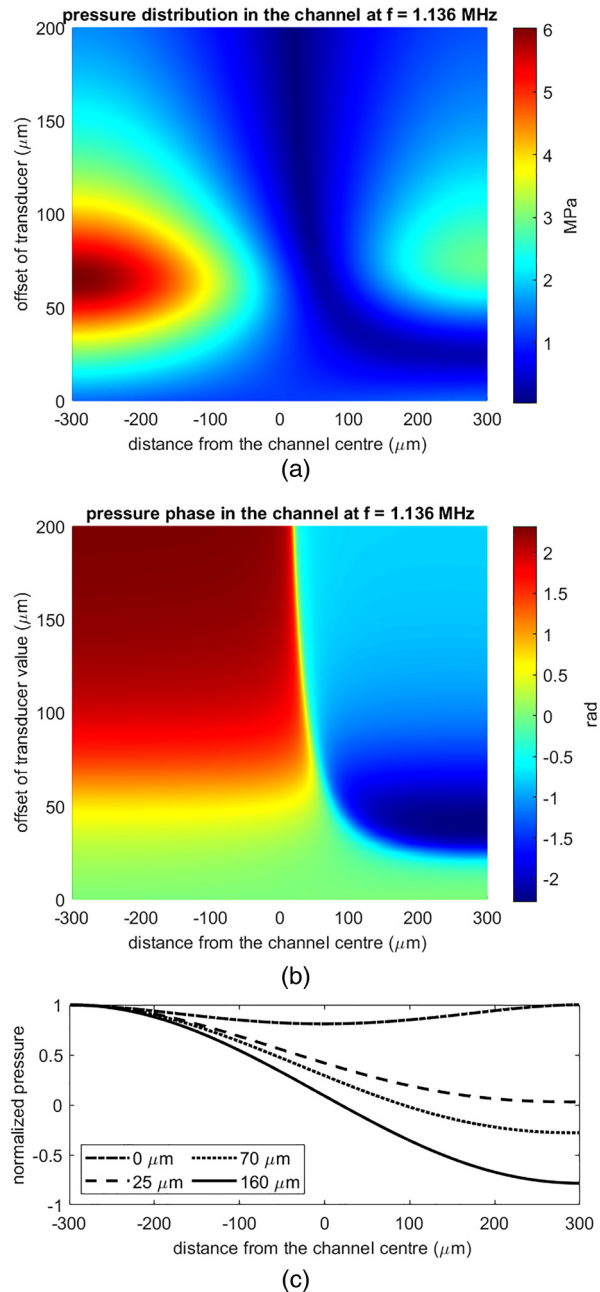 pressure distribution in the channel at f = 1.136 MHz
200
150
100
50
0
offset of transducer (μm)
-300 -200 -100 0 100 200 300
distance from the channel centre (μm)
6
5
4
3
2
1
MPa
(a)
pressure phase in the channel at f = 1.136 MHz
200
150
100
50
0
offset of transducer value (μm)
-300 -200 -100 0 100 200 300
distance from the channel centre (μm)
2
1.5
1
0.5
0
-0.5
-1
-1.5
-2
rad
(b)
1
0.5
0
-0.5
-1
normalized pressure
0 μm 70 μm
25 μm 160 μm
-300 -200 -100 0 100 200 300
distance from the channel centre (μm)
(c)